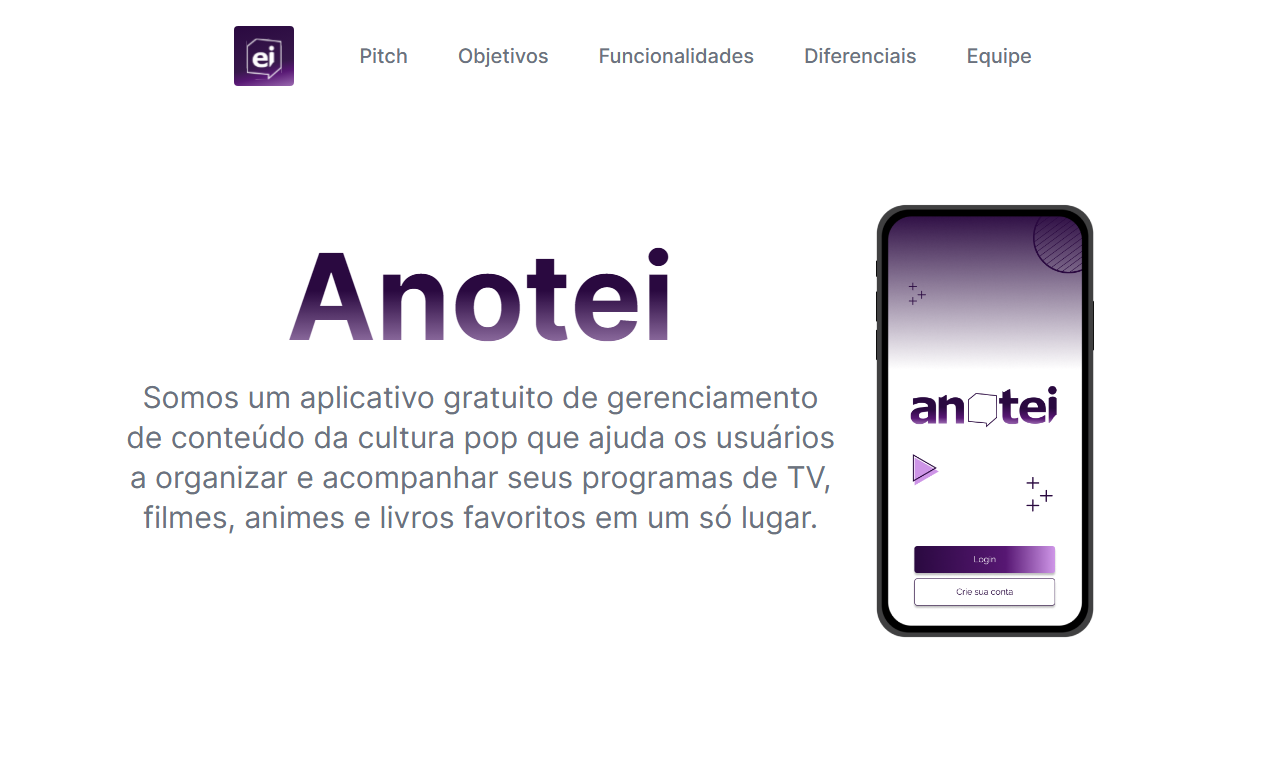 ei
Pitch Objetivos Funcionalidades Diferenciais Equipe
Anotei
Somos um aplicativo gratuito de gerenciamento
de conteúdo da cultura pop que ajuda os usuários
a organizar e acompanhar seus programas de TV,
filmes, animes e livros favoritos em um só lugar.
anotei
Login
Crie sua conta